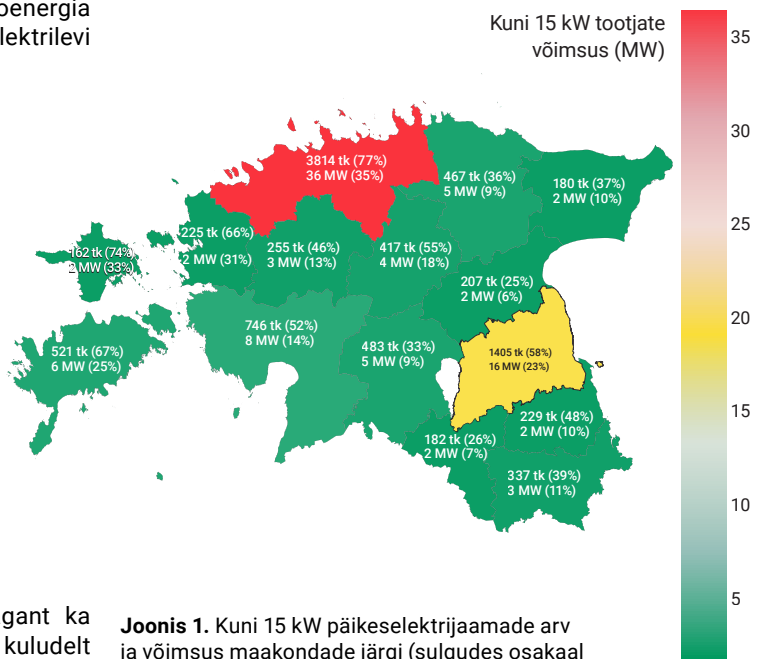 oenergia
lektrilevi
Kuni 15 kW tootjate
võimsus (MW)
35
30
25
20
15
10
5
3814 tk (77%)
36 MW (35%)
467 tk (36%)
5 MW (9%)
180 tk (37%)
2 MW (10%)
225 tk (66%)
2 MW (31%)
255 tk (46%)
3 MW (13%)
417 tk (55%)
4 MW (18%)
162 tk (74%)
2 MW (33%)
207 tk (25%)
2 MW (6%)
746 tk (52%)
8 MW (14%)
483 tk (33%)
5 MW (9%)
1405 tk (58%)
16 MW (23%)
521 tk (67%)
6 MW (25%)
229 tk (48%)
2 MW (10%)
182 tk (26%)
2 MW (7%)
337 tk (39%)
3 MW (11%)
gant ka
kuludelt
Joonis 1. Kuni 15 kW päikeselektrijaamade arv
ja võimsus maakondade järgi (sulgudes osakaal